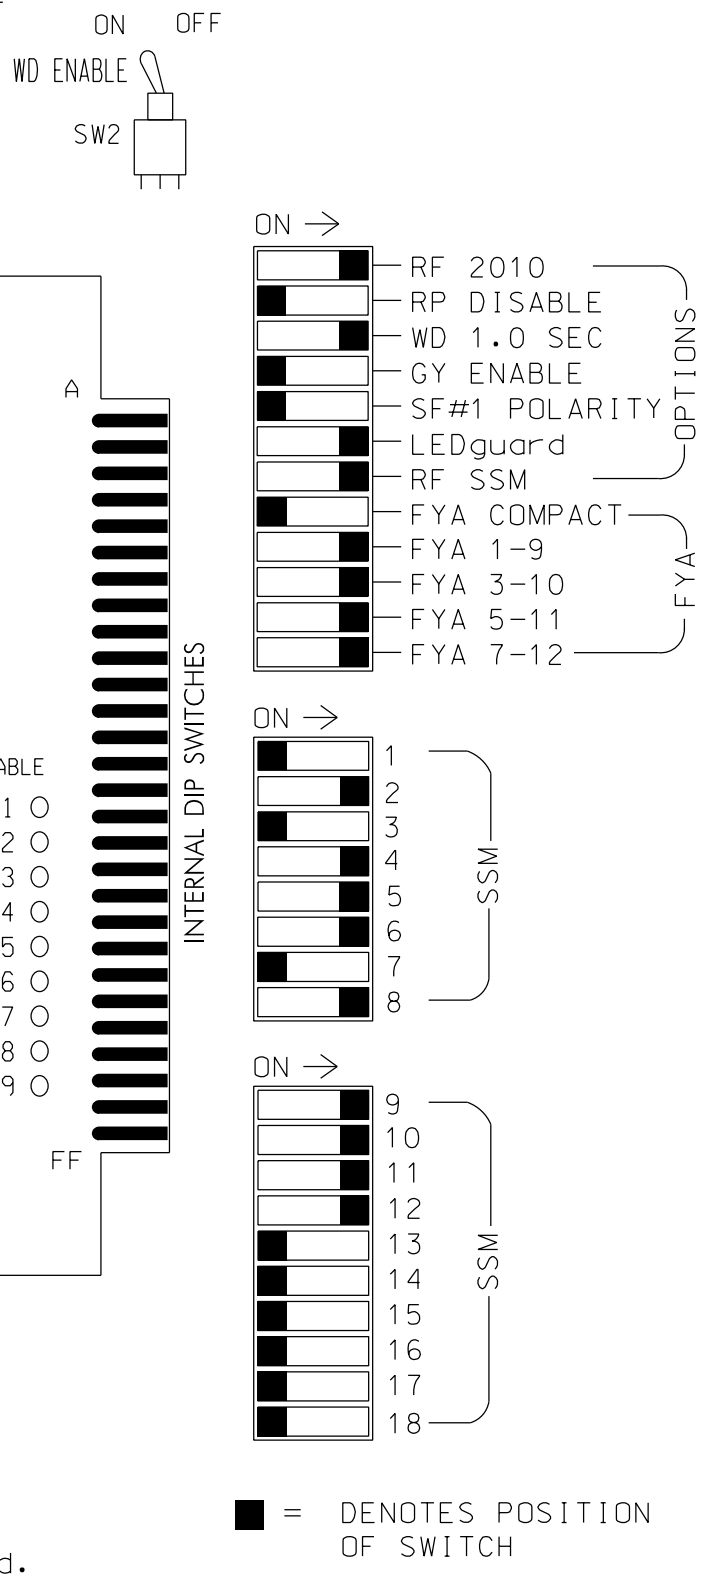 ON OFF
WD ENABLE
SW2
ON →
RF 2010
RP DISABLE
WD 1.0 SEC
GY ENABLE
SF#1 POLARITY
LEDguard
RF SSM
OPTIONS
FYA COMPACT
FYA 1-9
FYA 3-10
FYA 5-11
FYA 7-12
FYA
A
FF
INTERNAL DIP SWITCHES
ABLE
1
2
3
4
5
6
7
8
9
ON →
1
2
3
4
5
6
7
8
SSM
ON →
9
10
11
12
13
14
15
16
17
18
SSM
= DENOTES POSITION
OF SWITCH
d.